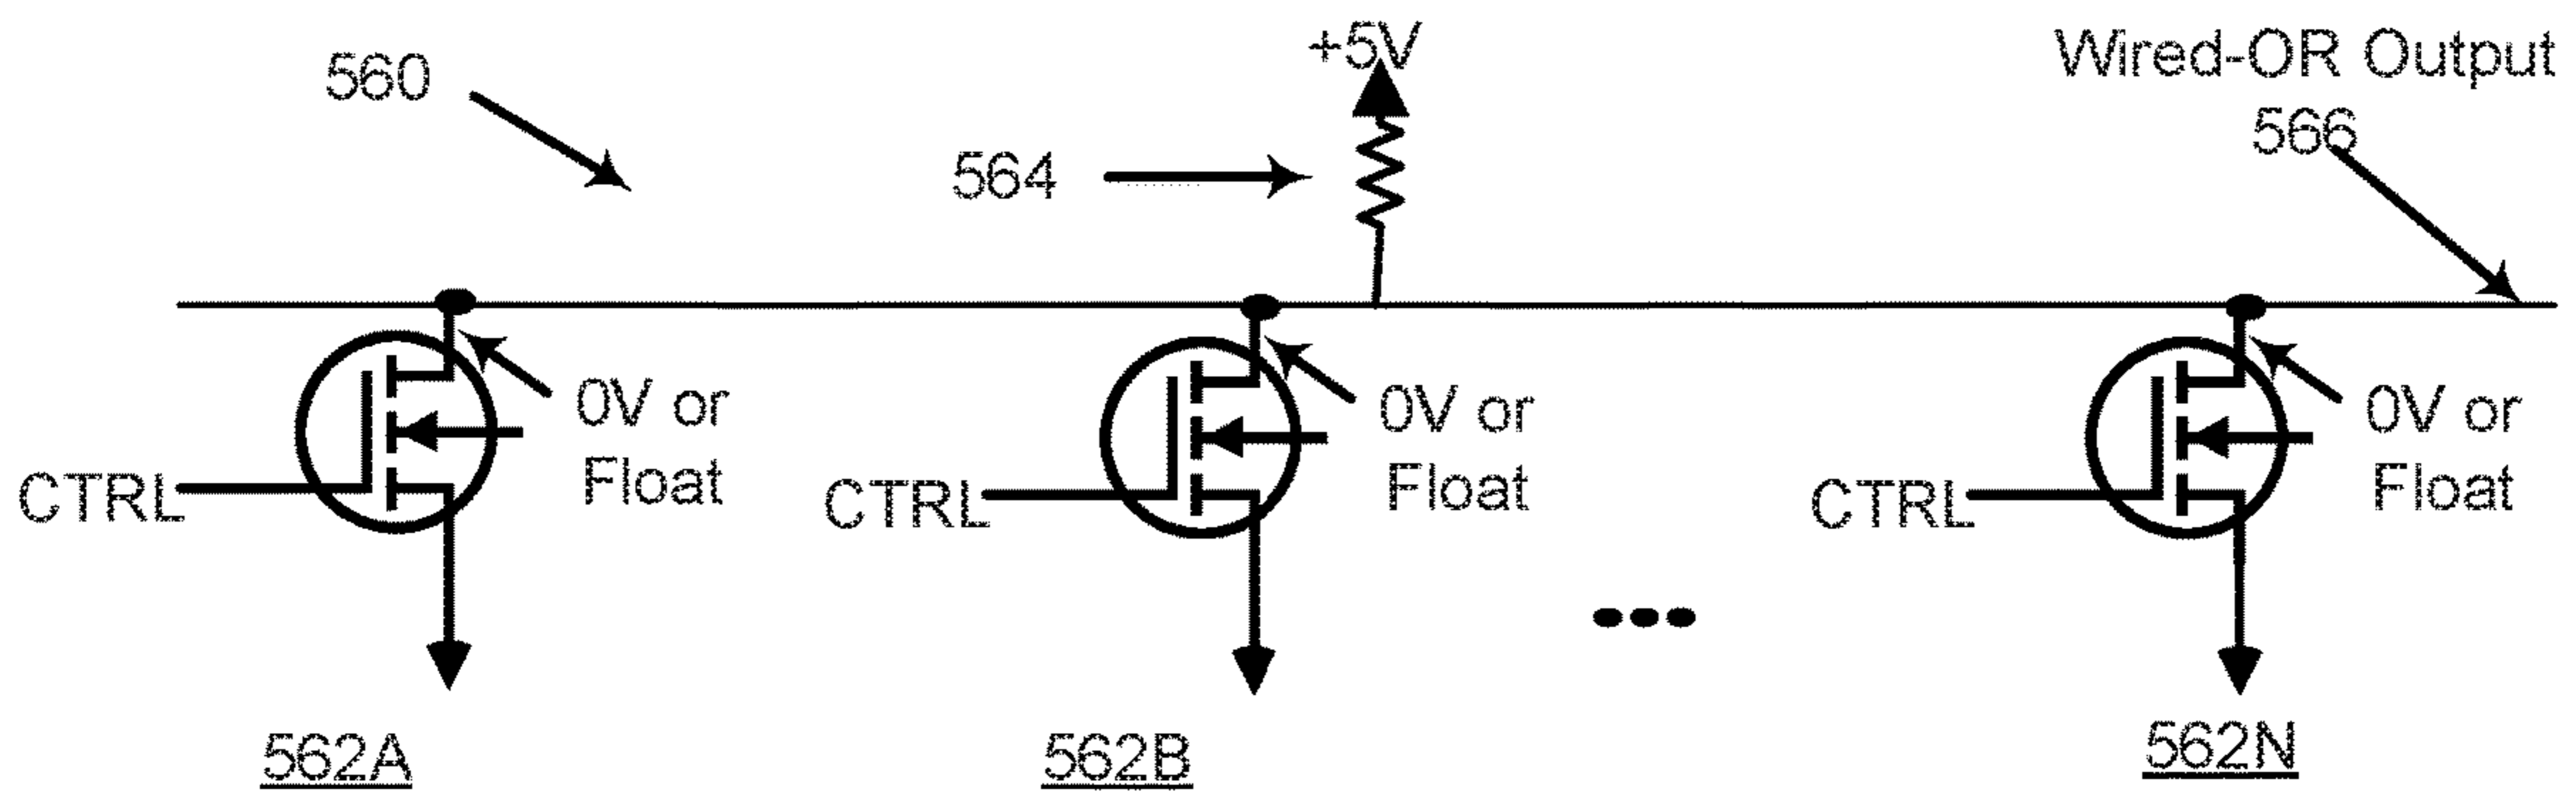 560
+5V
Wired-OR Output
566
564
0V or
Float
CTRL
0V or
Float
CTRL
0V or
Float
CTRL
562A
562B
562N